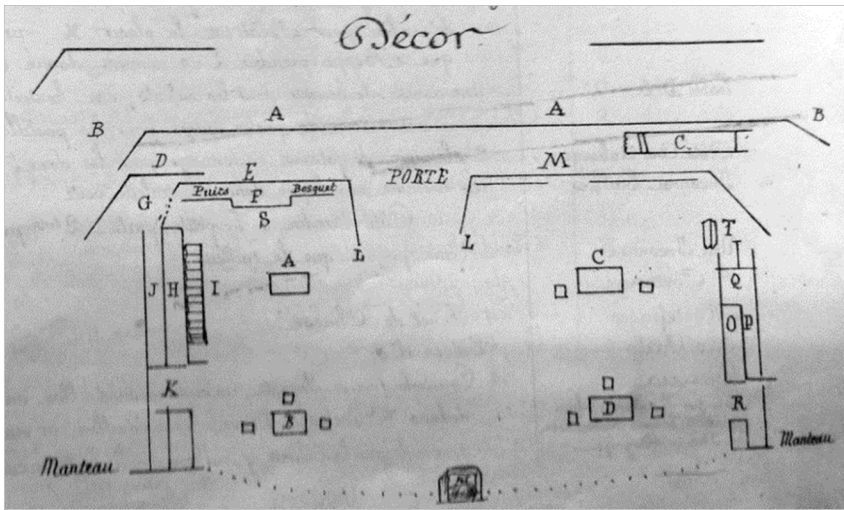 Décor
A A
B B
D E M C.
PORTE
G Puits F Bosquet
S
L L
T
A C
J H I Q
O P
K
B D R
Manteau Manteau